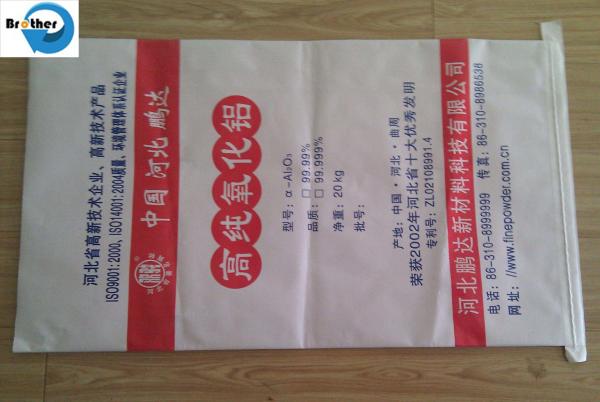 Brother
河北省高新技术企业、高新技术产品
ISO9001:2000、ISO14001:2004质量、环境管理体系认证企业
中国 河北 鹏达
高纯氧化铝
型号：α-Al₂O₃
品质：□ 99.99%
□ 99.999%
净重：20 kg
批号：
产地：中国·河北·曲周
荣获2002年河北省十大优秀发明
专利号：ZL02108991.4
河北鹏达新材料科技有限公司
电话：86-310-8999999 传真：86-310-8986538
网址：//www.finepowder.com.cn